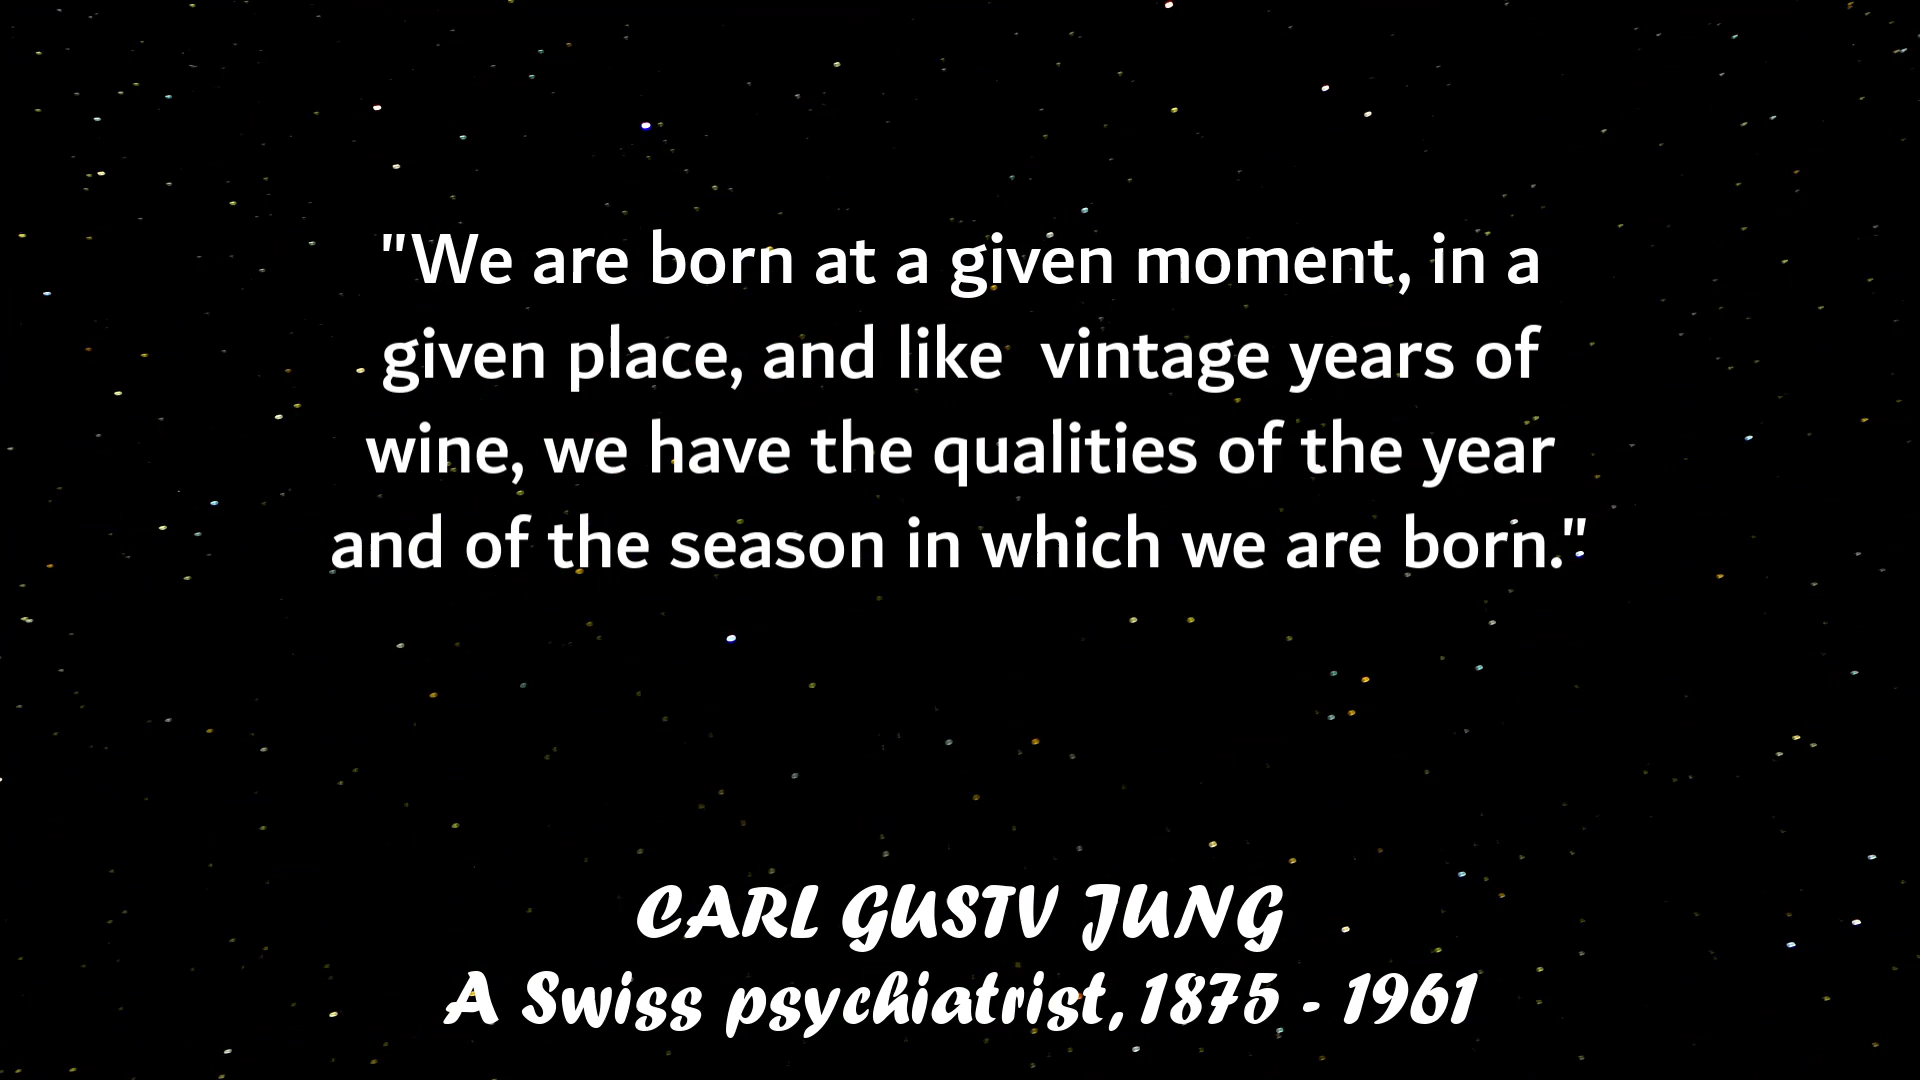 "We are born at a given moment, in a
given place, and like  vintage years of
wine, we have the qualities of the year
and of the season in which we are born."
CARL GUSTV JUNG
A Swiss psychiatrist, 1875 - 1961